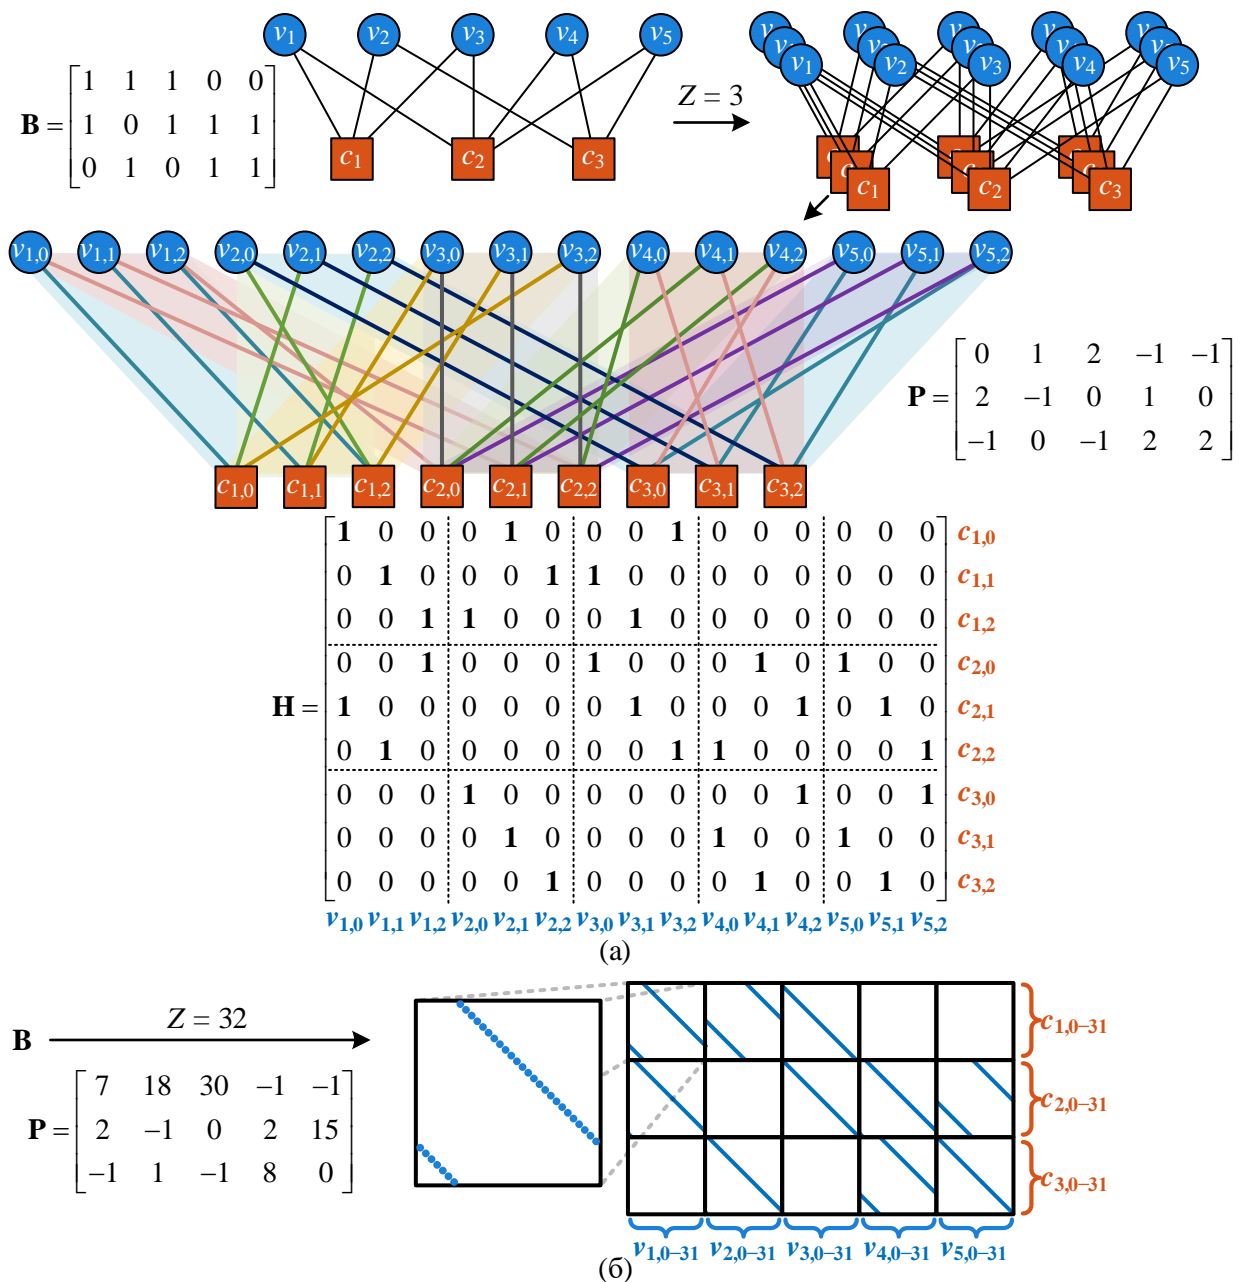 v1 v2 v3 v4 v5
B = [1 1 1 0 0
1 0 1 1 1
0 1 0 1 1]
c1 c2 c3
Z = 3
v1 v2 v3 v4 v5
c1 c2 c3
v1,0 v1,1 v1,2 v2,0 v2,1 v2,2 v3,0 v3,1 v3,2 v4,0 v4,1 v4,2 v5,0 v5,1 v5,2
P = [0 1 2 −1 −1
2 −1 0 1 0
−1 0 −1 2 2]
c1,0 c1,1 c1,2 c2,0 c2,1 c2,2 c3,0 c3,1 c3,2
H =
1 0 0 0 1 0 0 0 1 0 0 0 0 0 0 c1,0
0 1 0 0 0 1 1 0 0 0 0 0 0 0 0 c1,1
0 0 1 1 0 0 0 1 0 0 0 0 0 0 0 c1,2
0 0 1 0 0 0 1 0 0 0 1 0 1 0 0 c2,0
1 0 0 0 0 0 0 1 0 0 0 1 0 1 0 c2,1
0 1 0 0 0 0 0 0 1 1 0 0 0 0 1 c2,2
0 0 0 1 0 0 0 0 0 0 0 1 0 0 1 c3,0
0 0 0 0 1 0 0 0 0 1 0 0 1 0 0 c3,1
0 0 0 0 0 1 0 0 0 0 1 0 0 1 0 c3,2
v1,0 v1,1 v1,2 v2,0 v2,1 v2,2 v3,0 v3,1 v3,2 v4,0 v4,1 v4,2 v5,0 v5,1 v5,2
(а)
B
Z = 32
P = [7 18 30 −1 −1
2 −1 0 2 15
−1 1 −1 8 0]
c1,0−31
c2,0−31
c3,0−31
v1,0−31 v2,0−31 v3,0−31 v4,0−31 v5,0−31
(б)